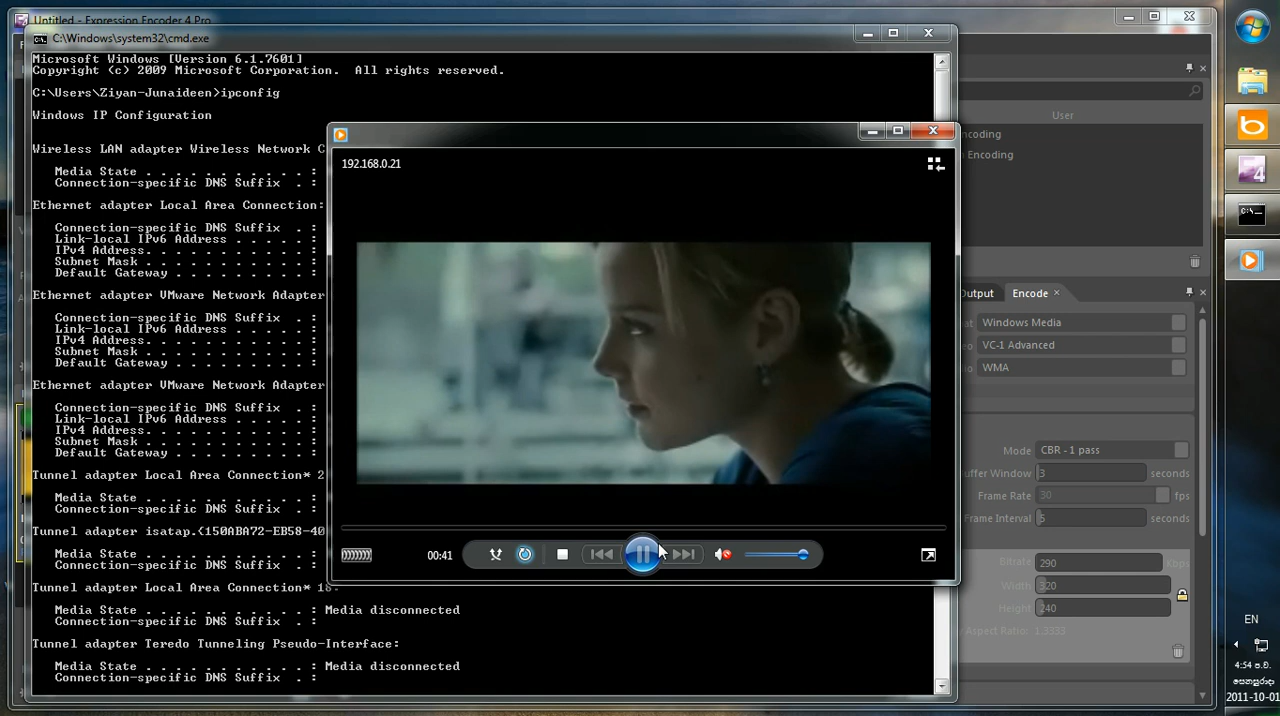 Untitled - Expression Encoder 4 Pro
C:\Windows\system32\cmd.exe
Microsoft Windows [Version 6.1.7601]
Copyright (c) 2009 Microsoft Corporation.  All rights reserved.
C:\Users\Ziyan-Junaideen>ipconfig
Windows IP Configuration
Wireless LAN adapter Wireless Network C
Media State . . . . . . . . . . . :
Connection-specific DNS Suffix  . :
Ethernet adapter Local Area Connection:
Connection-specific DNS Suffix  . :
Link-local IPv6 Address . . . . . :
IPv4 Address. . . . . . . . . . . :
Subnet Mask . . . . . . . . . . . :
Default Gateway . . . . . . . . . :
Ethernet adapter VMware Network Adapter
Connection-specific DNS Suffix  . :
Link-local IPv6 Address . . . . . :
IPv4 Address. . . . . . . . . . . :
Subnet Mask . . . . . . . . . . . :
Default Gateway . . . . . . . . . :
Ethernet adapter VMware Network Adapter
Connection-specific DNS Suffix  . :
Link-local IPv6 Address . . . . . :
IPv4 Address. . . . . . . . . . . :
Subnet Mask . . . . . . . . . . . :
Default Gateway . . . . . . . . . :
Tunnel adapter Local Area Connection* 2
Media State . . . . . . . . . . . :
Connection-specific DNS Suffix  . :
Tunnel adapter isatap.{150ABA72-EB58-40
Media State . . . . . . . . . . . :
Connection-specific DNS Suffix  . :
Tunnel adapter Local Area Connection* 18:
Media State . . . . . . . . . . . : Media disconnected
Connection-specific DNS Suffix  . :
Tunnel adapter Teredo Tunneling Pseudo-Interface:
Media State . . . . . . . . . . . : Media disconnected
Connection-specific DNS Suffix  . :
192.168.0.21
00:41
User
coding
n Encoding
Output
Encode ×
at Windows Media
eo VC-1 Advanced
io WMA
Mode CBR - 1 pass
uffer Window 3 seconds
Frame Rate 30 fps
Frame Interval 5 seconds
Bitrate 290 Kbps
Width 320
Height 240
y Aspect Ratio: 1.3333
EN
4:54 ප.ව.
සෙනසුරාදා
2011-10-01